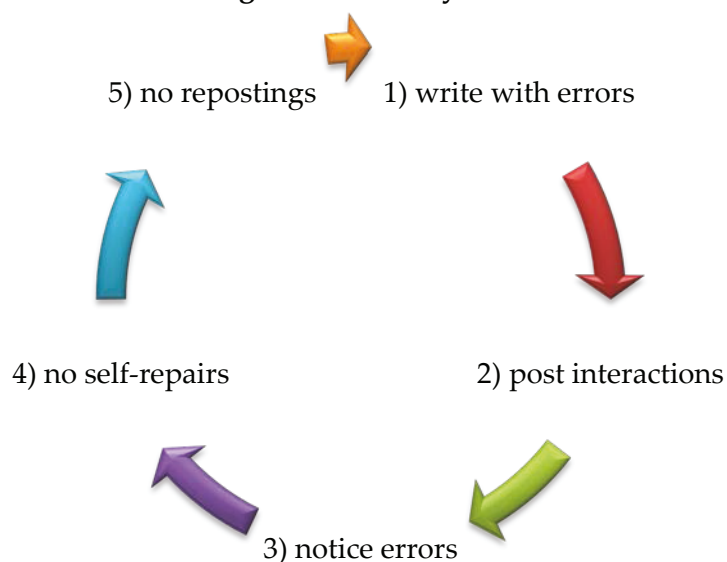 5) no repostings
1) write with errors
4) no self-repairs
2) post interactions
3) notice errors